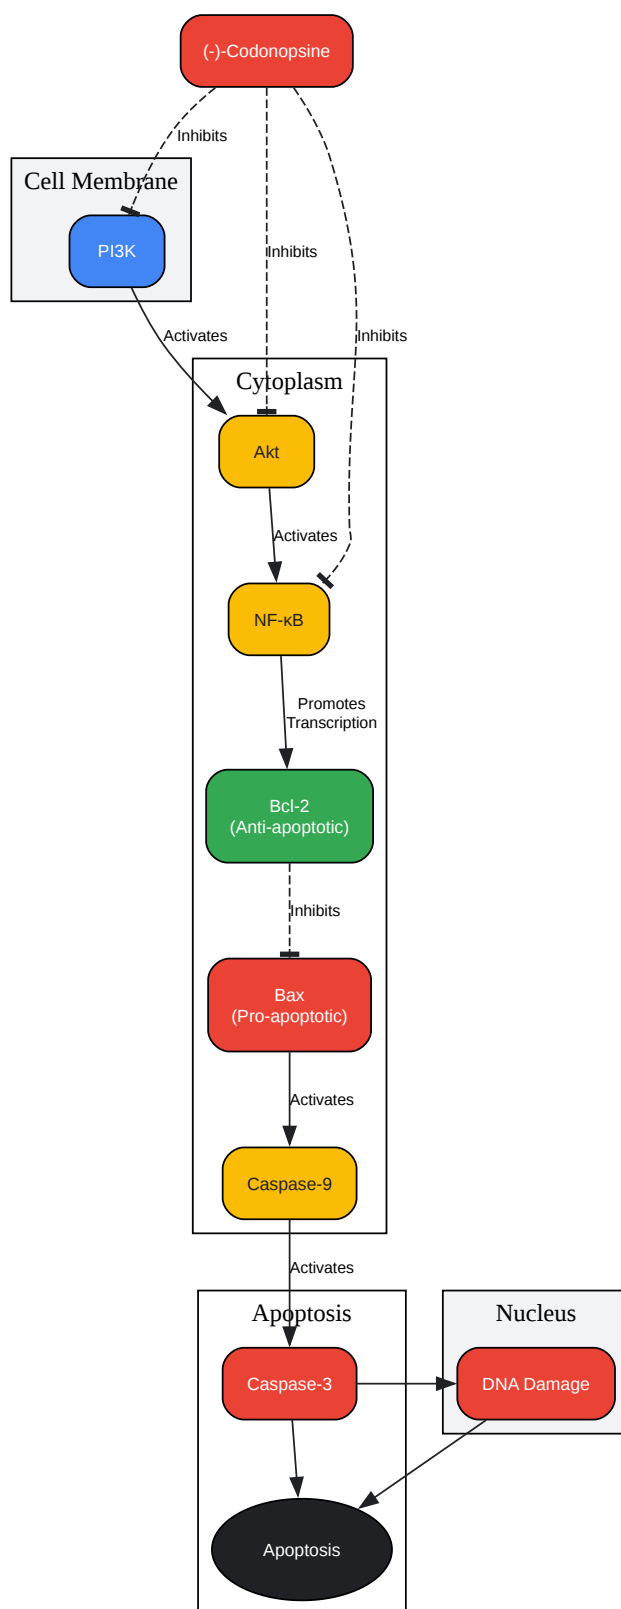 (-)-Codonopsine
Inhibits
Cell Membrane
PI3K
Inhibits
Activates
Inhibits
Cytoplasm
Akt
Activates
NF-κB
Promotes
Transcription
Bcl-2
(Anti-apoptotic)
Inhibits
Bax
(Pro-apoptotic)
Activates
Caspase-9
Activates
Apoptosis
Nucleus
Caspase-3
DNA Damage
Apoptosis